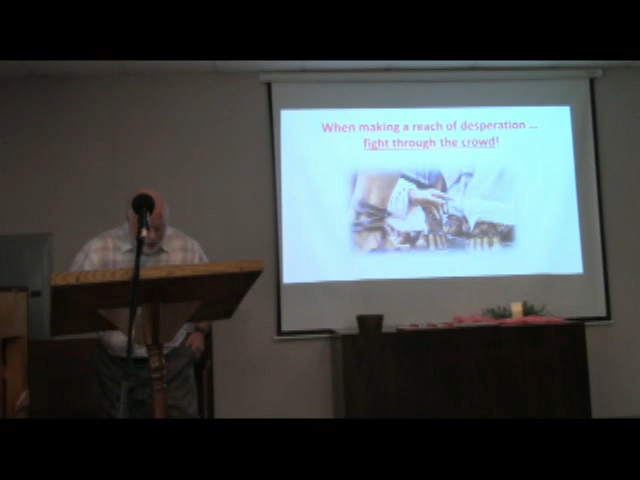 When making a reach of desperation ...
fight through the crowd!